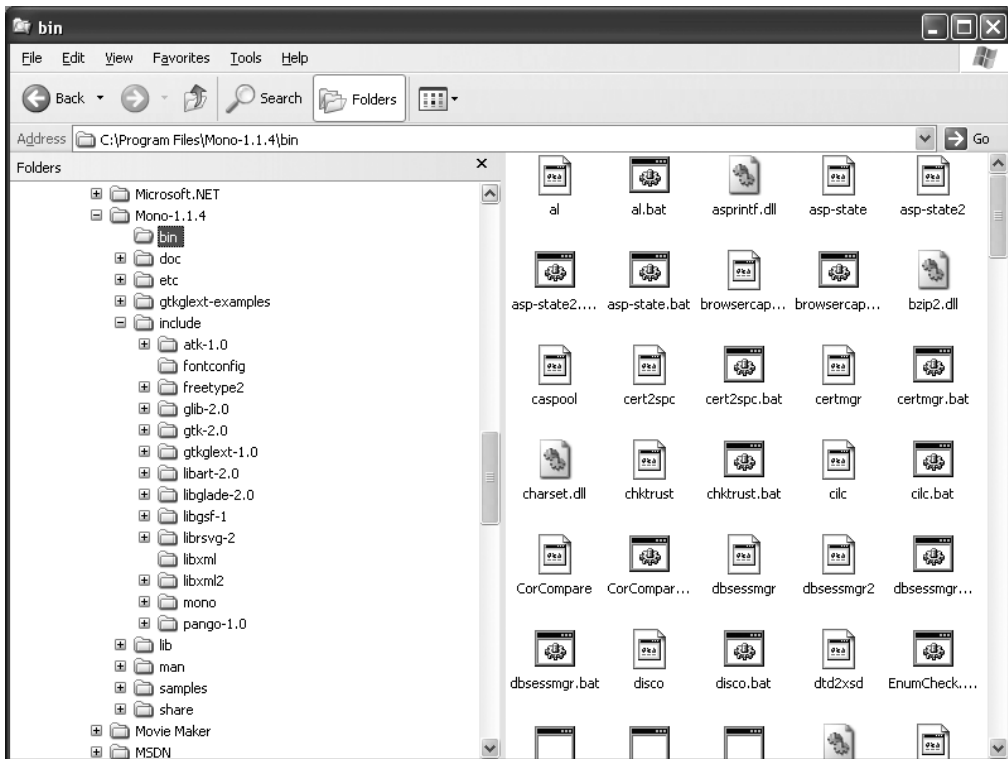 bin
File Edit View Favorites Tools Help
Back Search Folders
Address C:\Program Files\Mono-1.1.4\bin Go
Folders
Microsoft.NET
Mono-1.1.4
bin
doc
etc
gtkglext-examples
include
atk-1.0
fontconfig
freetype2
glib-2.0
gtk-2.0
gtkglext-1.0
libart-2.0
libglade-2.0
libgsf-1
librsvg-2
libxml
libxml2
mono
pango-1.0
lib
man
samples
share
Movie Maker
MSDN
al al.bat asprintf.dll asp-state asp-state2
asp-state2.... asp-state.bat browsercap... browsercap... bzip2.dll
caspool cert2spc cert2spc.bat certmgr certmgr.bat
charset.dll chktrust chktrust.bat cilc cilc.bat
CorCompare CorCompar... dbsessmgr dbsessmgr2 dbsessmgr...
dbsessmgr.bat disco disco.bat dtd2xsd EnumCheck....